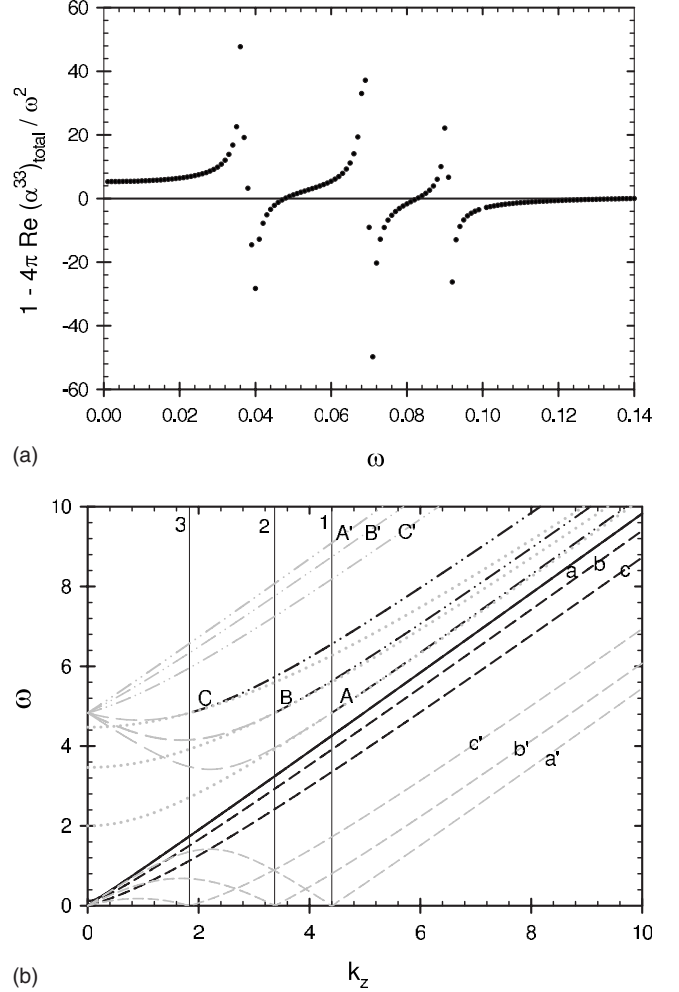 60
40
20
0
-20
-40
-60
1 - 4π Re (α³³)total / ω²
0.00 0.02 0.04 0.06 0.08 0.10 0.12 0.14
(a)
ω
10
8
6
4
2
0
ω
3 2 1 A' B' C'
a b c
C B A
c' b' a'
0 2 4 6 8 10
(b)
kz